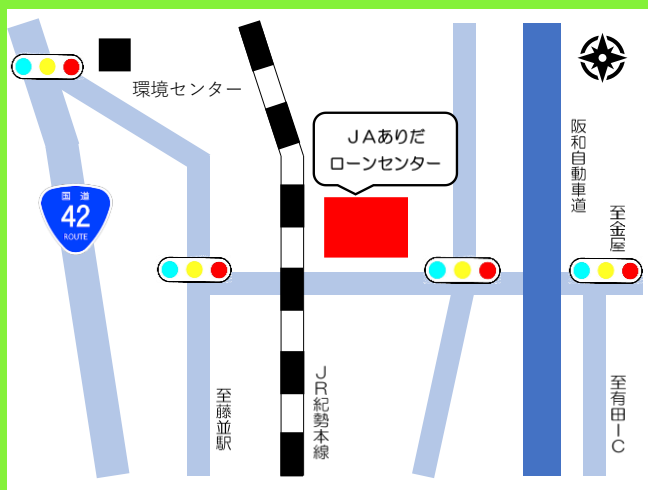 環境センター
JAありだ
ローンセンター
阪和自動車道
国道
42
ROUTE
至金屋
JR紀勢本線
至藤並駅
至有田IC